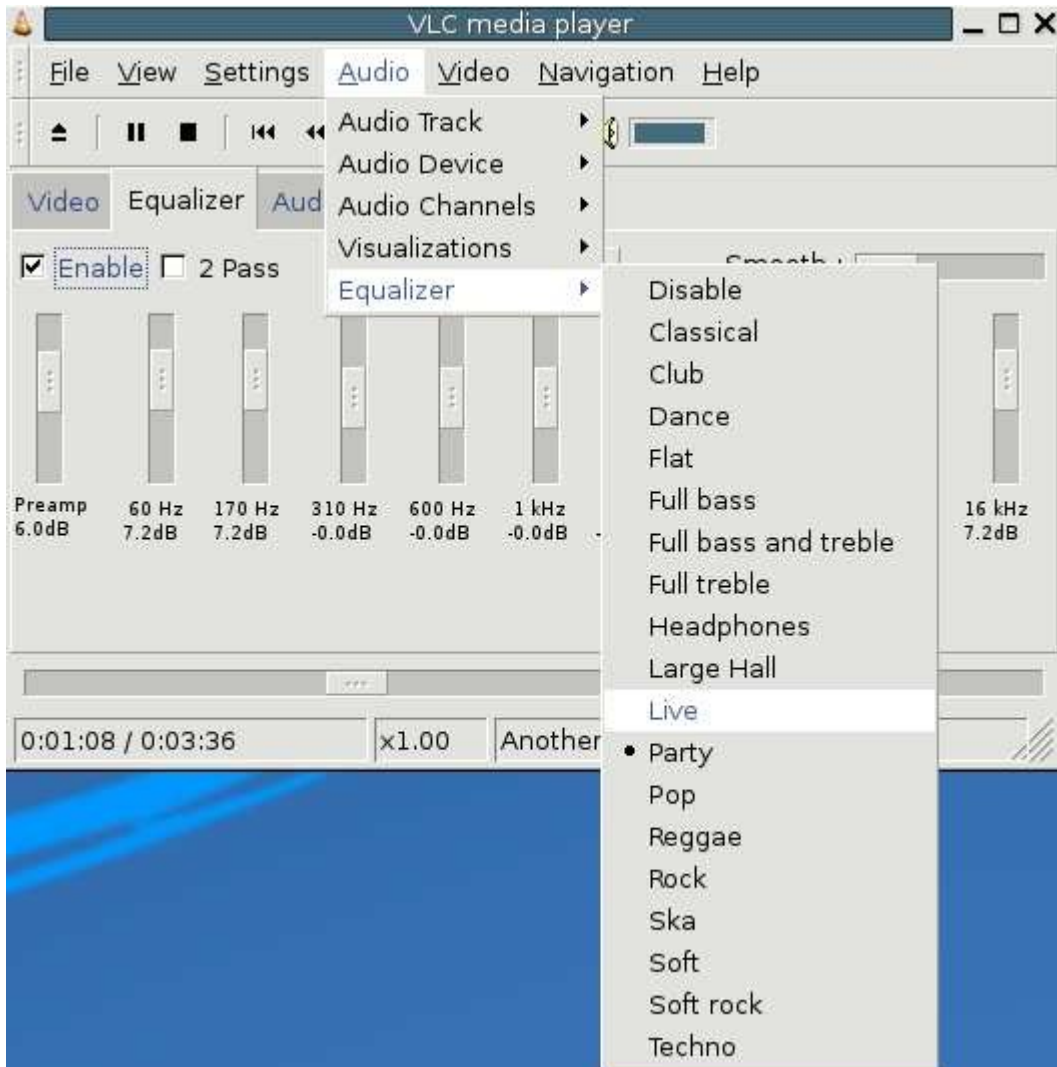 VLC media player
File View Settings Audio Video Navigation Help
Audio Track
Audio Device
Audio Channels
Visualizations
Equalizer
Video Equalizer Aud
Enable 2 Pass
Smooth :
Preamp 60 Hz 170 Hz 310 Hz 600 Hz 1 kHz 16 kHz
6.0dB 7.2dB 7.2dB -0.0dB -0.0dB -0.0dB - 7.2dB
0:01:08 / 0:03:36 x1.00 Another
Disable
Classical
Club
Dance
Flat
Full bass
Full bass and treble
Full treble
Headphones
Large Hall
Live
Party
Pop
Reggae
Rock
Ska
Soft
Soft rock
Techno